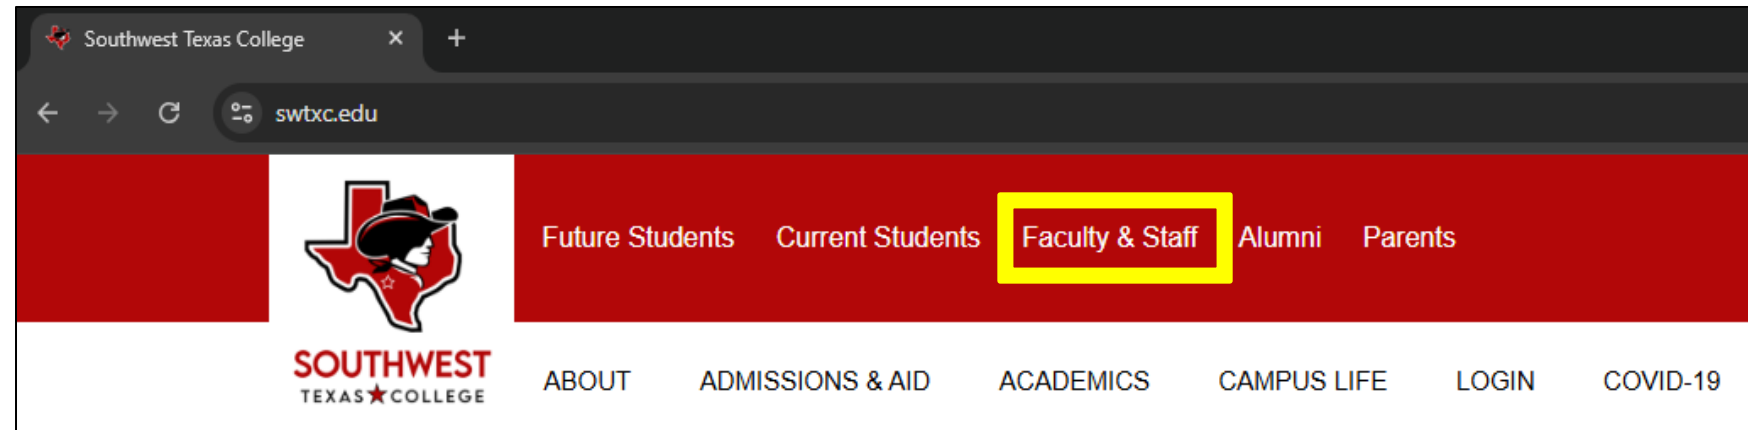 Southwest Texas College
swtxc.edu
Future Students Current Students Faculty & Staff Alumni Parents
SOUTHWEST
TEXAS COLLEGE
ABOUT ADMISSIONS & AID ACADEMICS CAMPUS LIFE LOGIN COVID-19